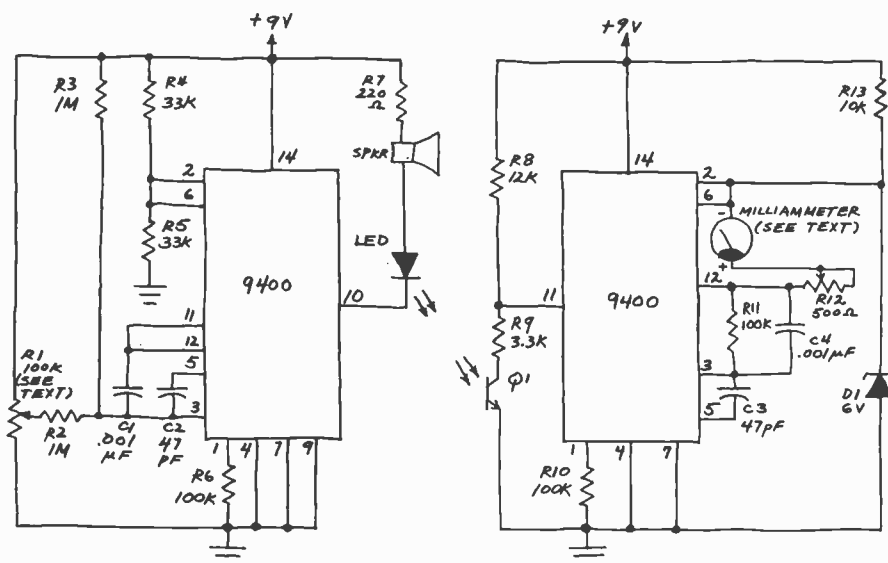 +9V
R3
1M
R4
33K
R7
220
Ω
SPKR
14
2
6
R5
33K
LED
9400
10
11
12
5
3
R1
100K
(SEE
TEXT)
R2
1M
C1
.001
μF
C2
47
PF
1
4
7
9
R6
100K
+9V
R13
10K
R8
12K
14
2
6
-
MILLIAMMETER
(SEE TEXT)
+
11
9400
12
R12
500Ω
R11
100K
C4
.001μF
R9
3.3K
Q1
3
5
C3
47pF
D1
6V
1
4
7
R10
100K